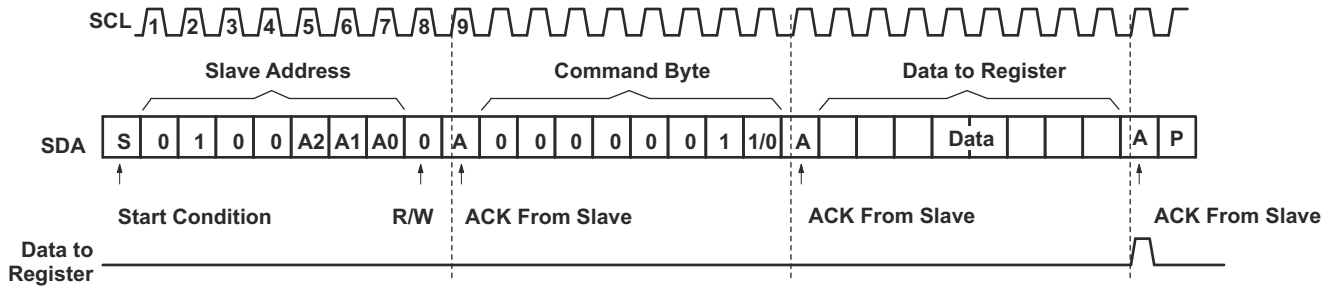 SCL 1 2 3 4 5 6 7 8 9
Slave Address Command Byte Data to Register
SDA S 0 1 0 0 A2 A1 A0 0 A 0 0 0 0 0 0 1 1/0 A Data A P
Start Condition R/W ACK From Slave ACK From Slave ACK From Slave
Data to
Register